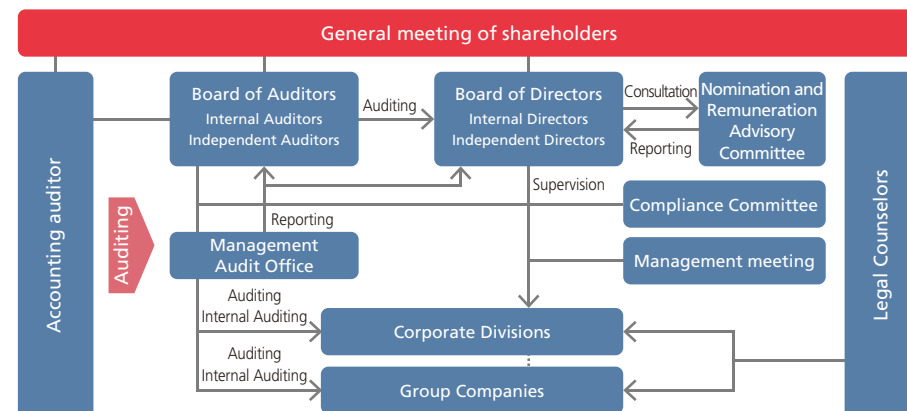 General meeting of shareholders
Accounting auditor
Auditing
Board of Auditors
Internal Auditors
Independent Auditors
Auditing
Board of Directors
Internal Directors
Independent Directors
Consultation
Reporting
Nomination and
Remuneration
Advisory
Committee
Supervision
Compliance Committee
Reporting
Management
Audit Office
Management meeting
Auditing
Internal Auditing
Corporate Divisions
Auditing
Internal Auditing
Group Companies
Legal Counselors